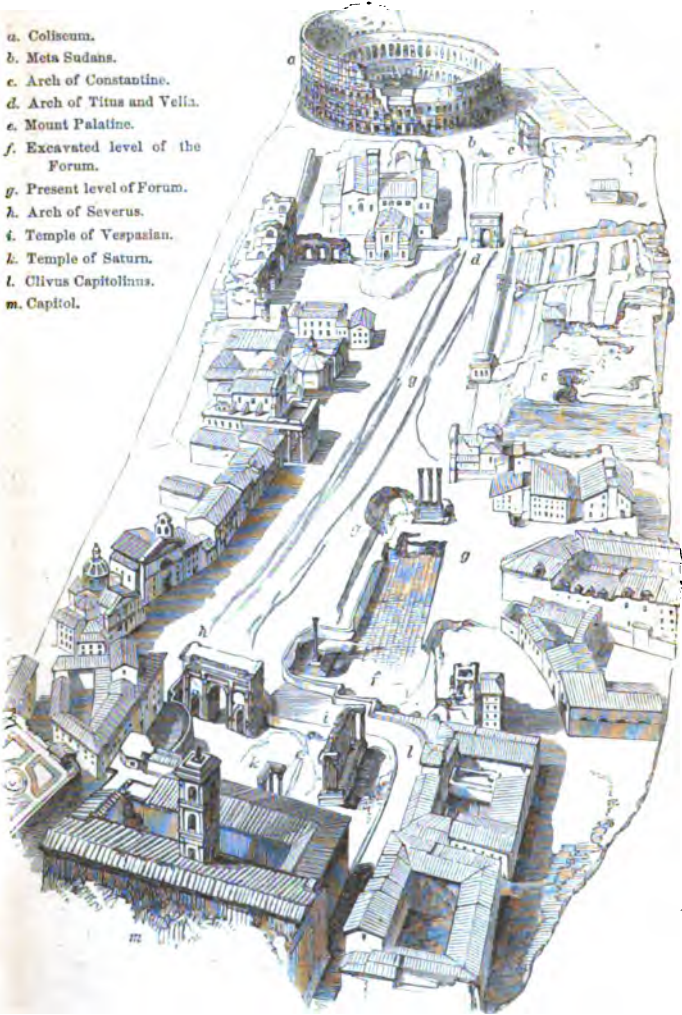 a. Coliseum.
b. Meta Sudans.
c. Arch of Constantine.
d. Arch of Titus and Velia.
e. Mount Palatine.
f. Excavated level of the
Forum.
g. Present level of Forum.
h. Arch of Severus.
i. Temple of Vespasian.
k. Temple of Saturn.
l. Clivus Capitolinus.
m. Capitol.
a
b
c
d
g
e
g
g
h
f
i
l
k
m